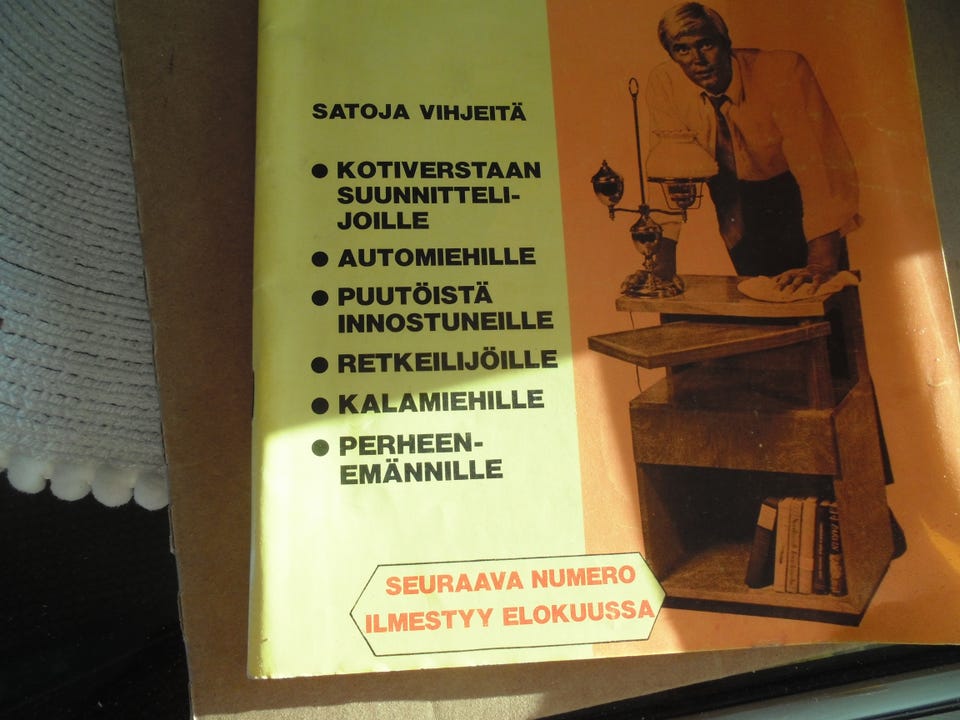 SATOJA VIHJEITÄ
● KOTIVERSTAAN
SUUNNITTELI-
JOILLE
● AUTOMIEHILLE
● PUUTÖISTÄ
INNOSTUNEILLE
● RETKEILIJÖILLE
● KALAMIEHILLE
● PERHEEN-
EMÄNNILLE
SEURAAVA NUMERO
ILMESTYY ELOKUUSSA